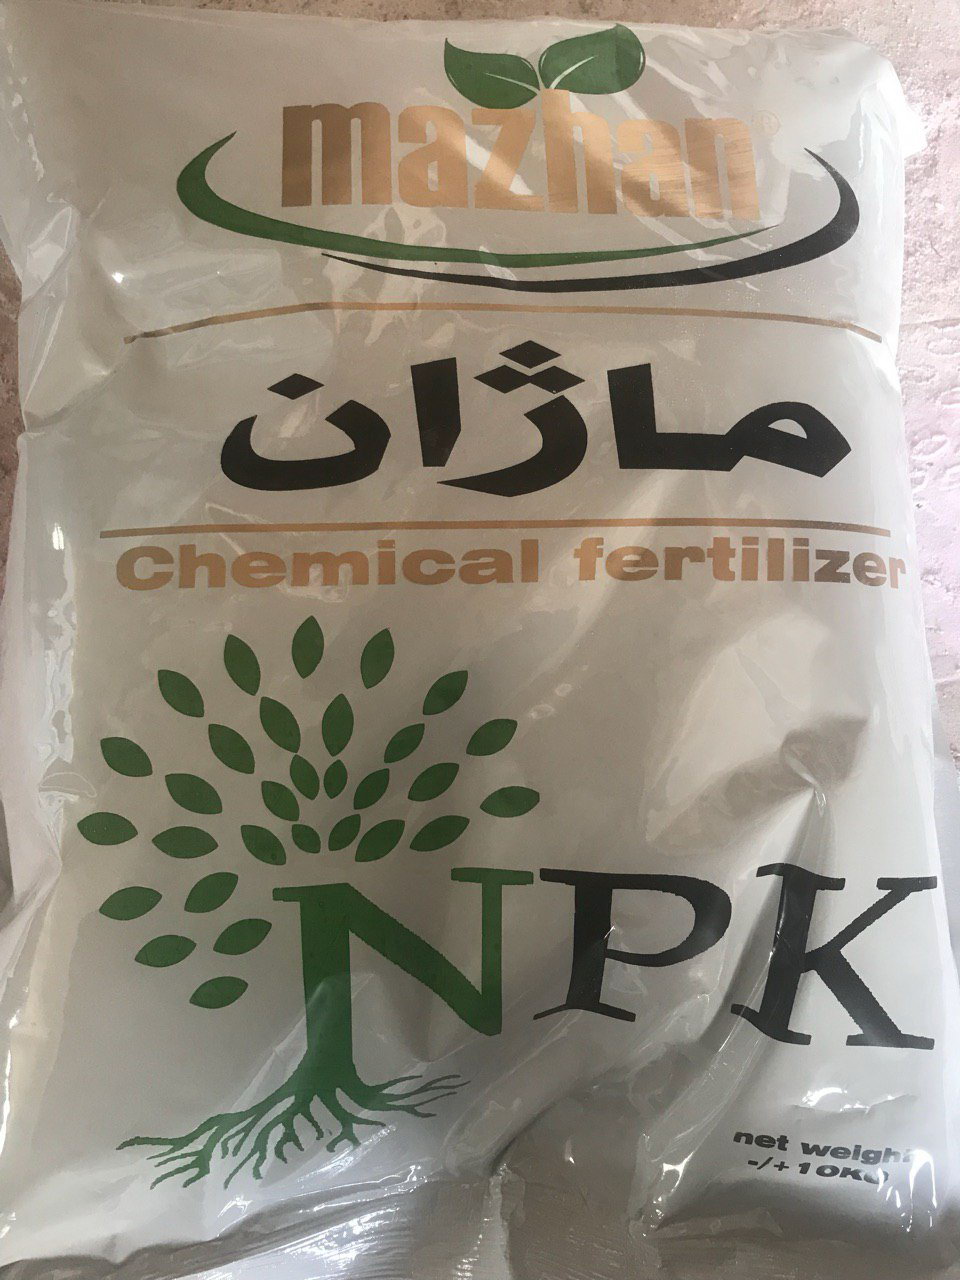 mazhan®
ماژان
Chemical fertilizer
NPK
net weight
-/+10KG